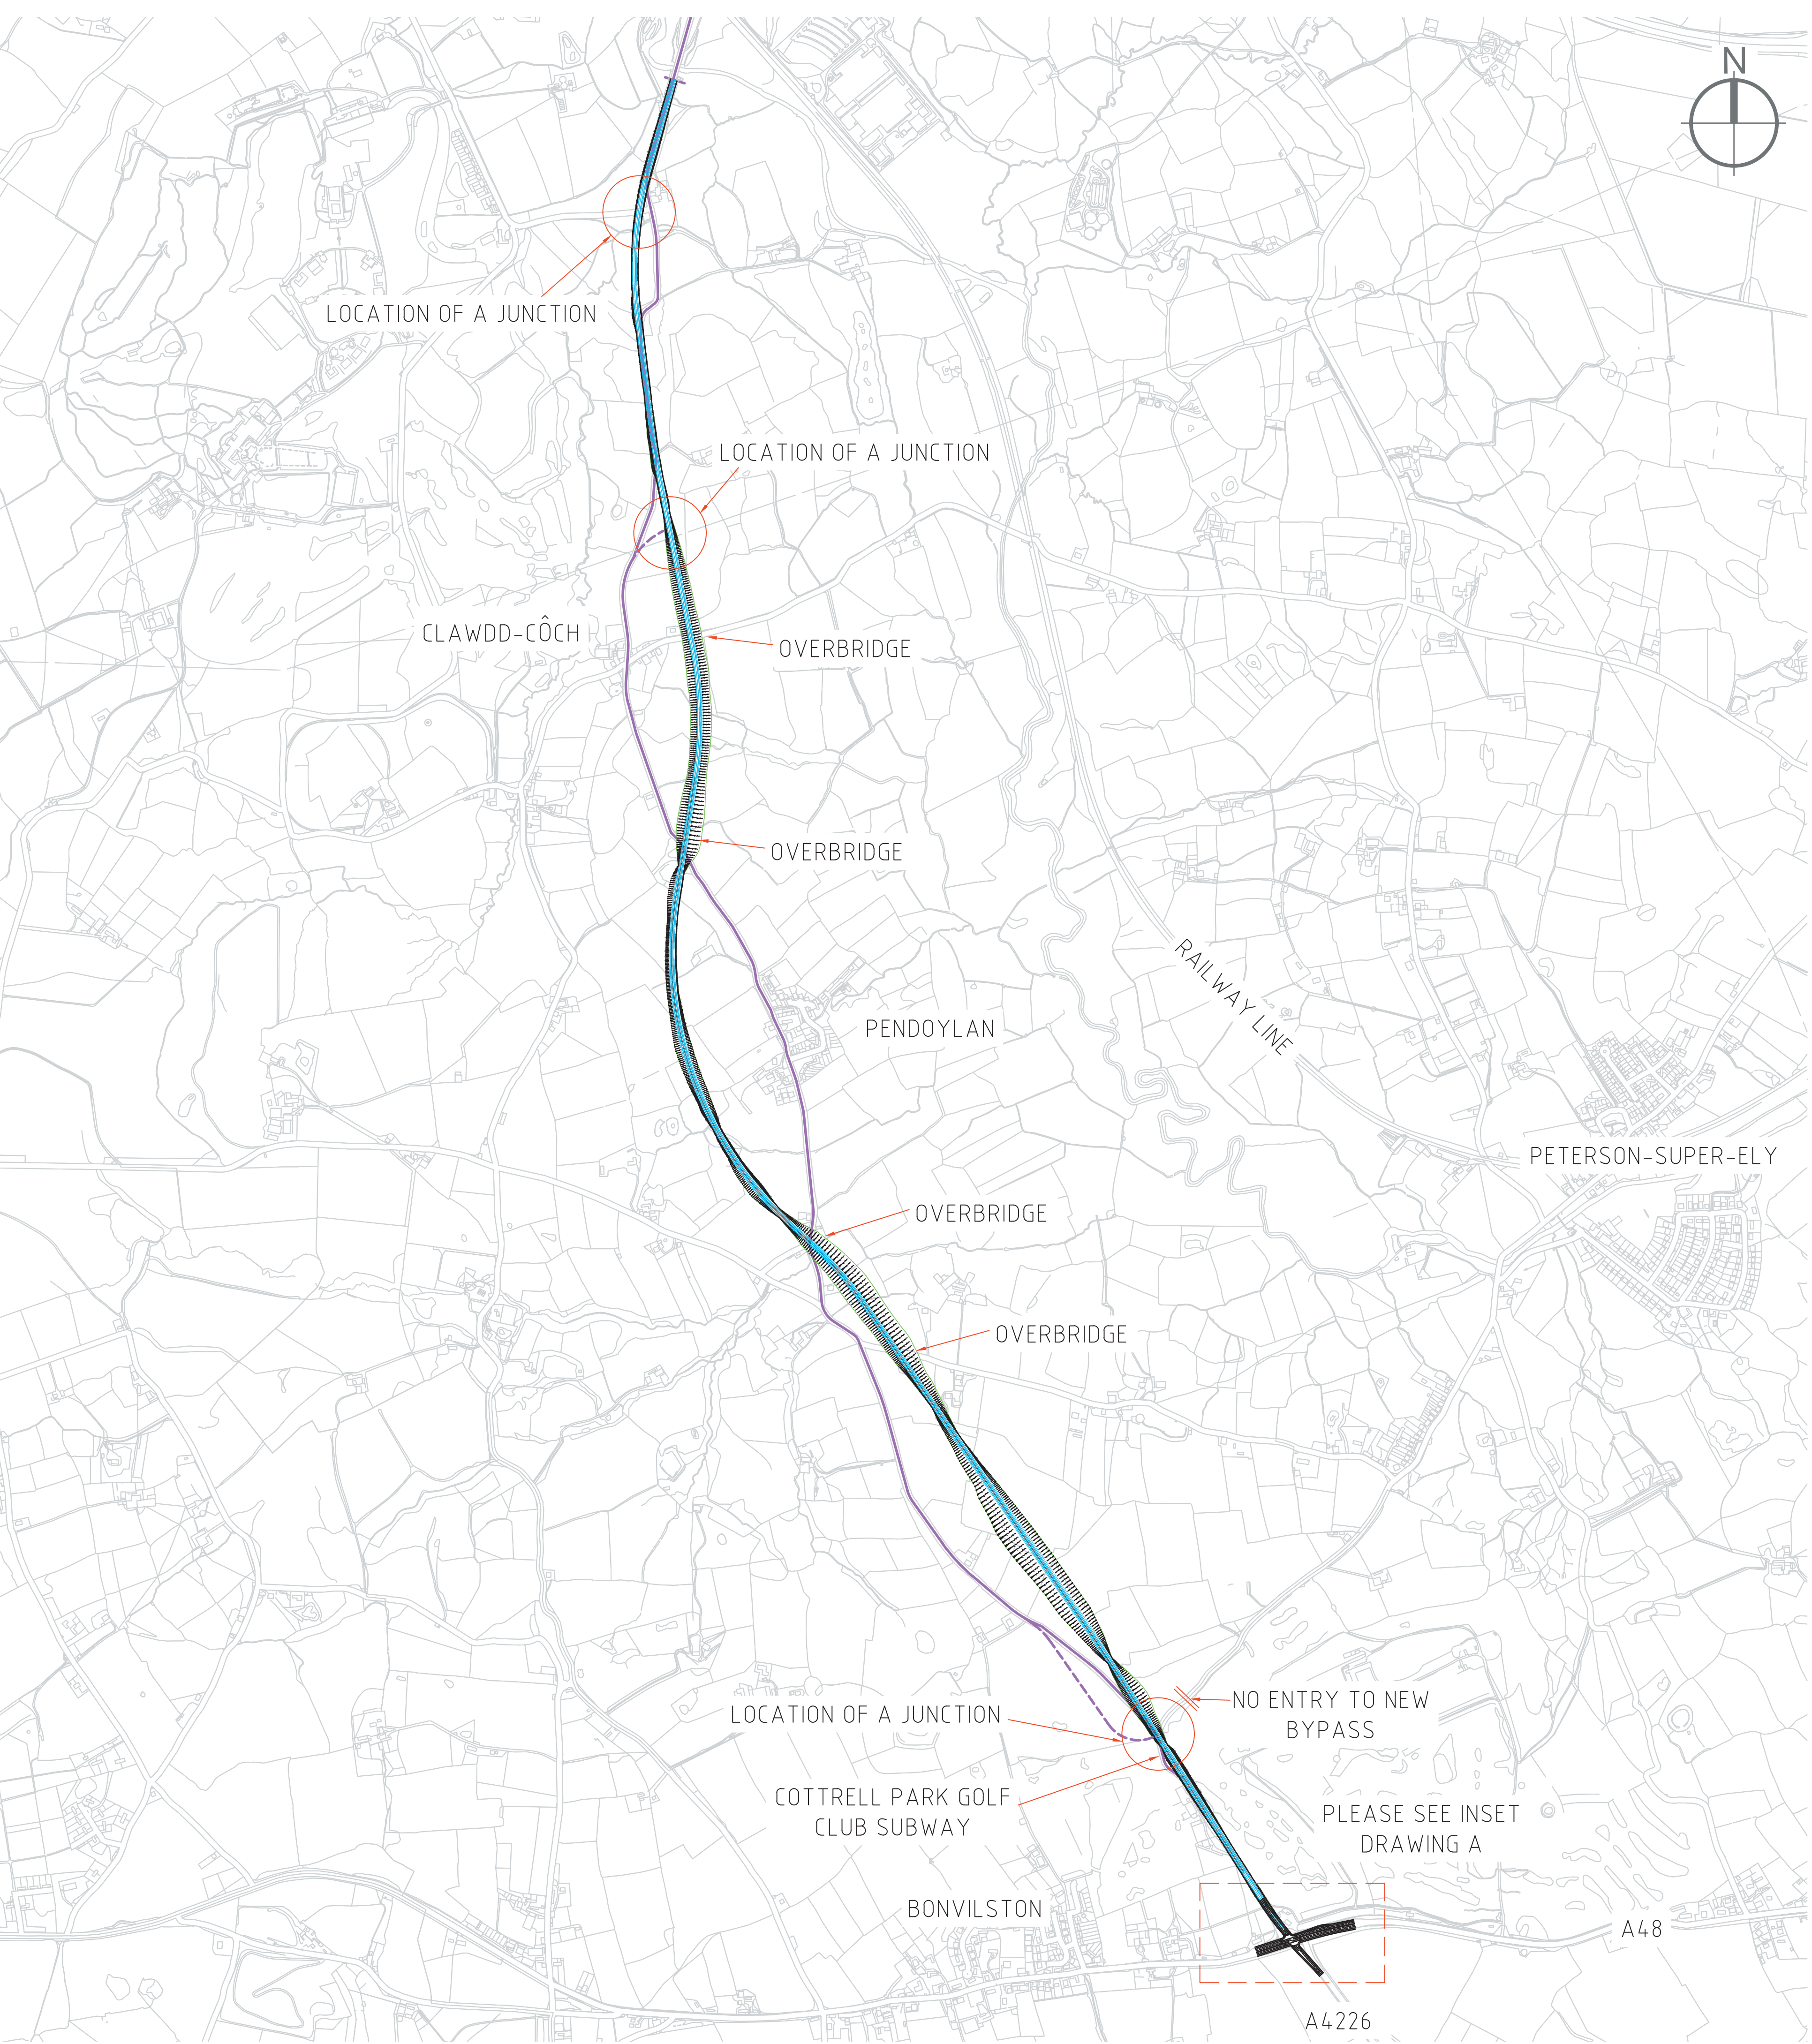 N
LOCATION OF A JUNCTION
LOCATION OF A JUNCTION
CLAWDD-CÔCH
OVERBRIDGE
OVERBRIDGE
RAILWAY LINE
PENDOYLAN
PETERSON-SUPER-ELY
OVERBRIDGE
OVERBRIDGE
NO ENTRY TO NEW
BYPASS
LOCATION OF A JUNCTION
COTTRELL PARK GOLF
CLUB SUBWAY
PLEASE SEE INSET
DRAWING A
BONVILSTON
A48
A4226